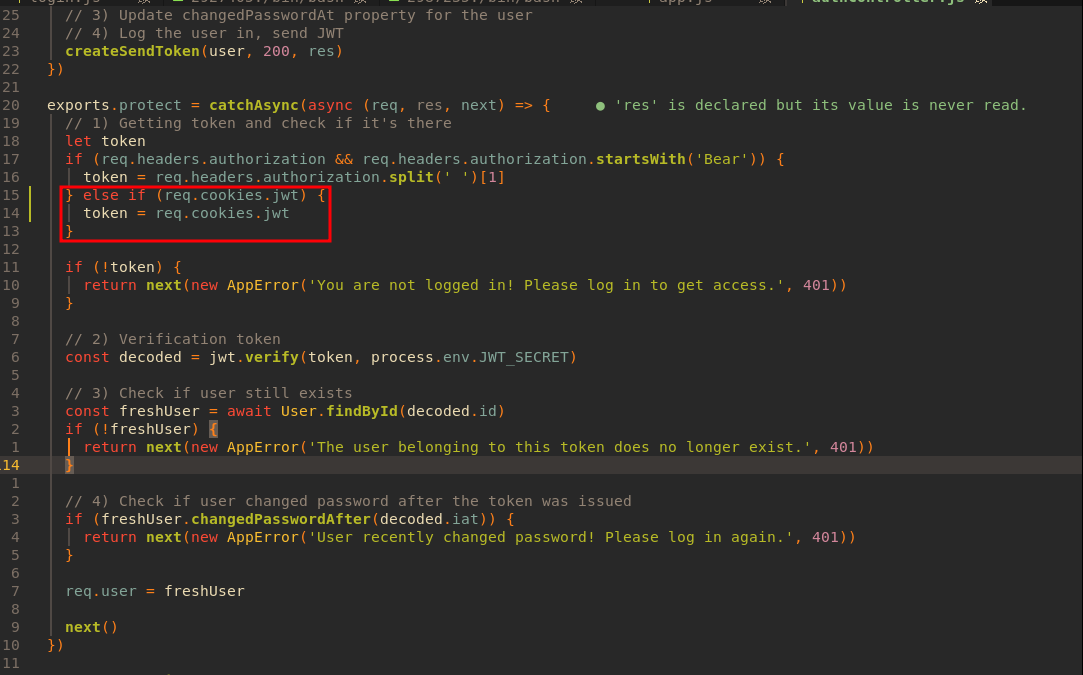 25 // 3) Update changedPasswordAt property for the user
24 // 4) Log the user in, send JWT
23 createSendToken(user, 200, res)
22 })
21
20 exports.protect = catchAsync(async (req, res, next) => { ● 'res' is declared but its value is never read.
19 // 1) Getting token and check if it's there
18 let token
17 if (req.headers.authorization && req.headers.authorization.startsWith('Bear')) {
16 token = req.headers.authorization.split(' ')[1]
15 } else if (req.cookies.jwt) {
14 token = req.cookies.jwt
13 }
12
11 if (!token) {
10 return next(new AppError('You are not logged in! Please log in to get access.', 401))
9 }
8
7 // 2) Verification token
6 const decoded = jwt.verify(token, process.env.JWT_SECRET)
5
4 // 3) Check if user still exists
3 const freshUser = await User.findById(decoded.id)
2 if (!freshUser) {
1 return next(new AppError('The user belonging to this token does no longer exist.', 401))
14 }
1
2 // 4) Check if user changed password after the token was issued
3 if (freshUser.changedPasswordAfter(decoded.iat)) {
4 return next(new AppError('User recently changed password! Please log in again.', 401))
5 }
6
7 req.user = freshUser
8
9 next()
10 })
11